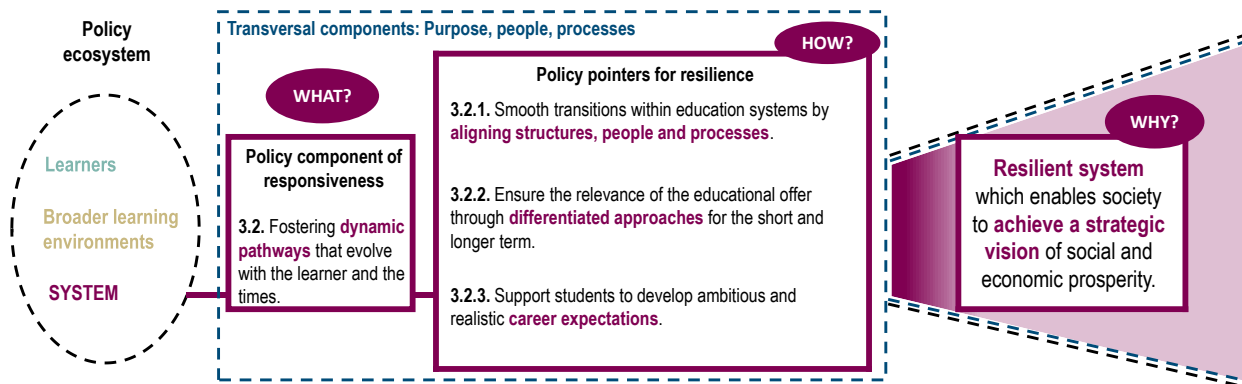 Policy
ecosystem
Learners
Broader learning
environments
SYSTEM
Transversal components: Purpose, people, processes
WHAT?
Policy component of
responsiveness
3.2. Fostering dynamic
pathways that evolve
with the learner and the
times.
HOW?
Policy pointers for resilience
3.2.1. Smooth transitions within education systems by
aligning structures, people and processes.
3.2.2. Ensure the relevance of the educational offer
through differentiated approaches for the short and
longer term.
3.2.3. Support students to develop ambitious and
realistic career expectations.
WHY?
Resilient system
which enables society
to achieve a strategic
vision of social and
economic prosperity.